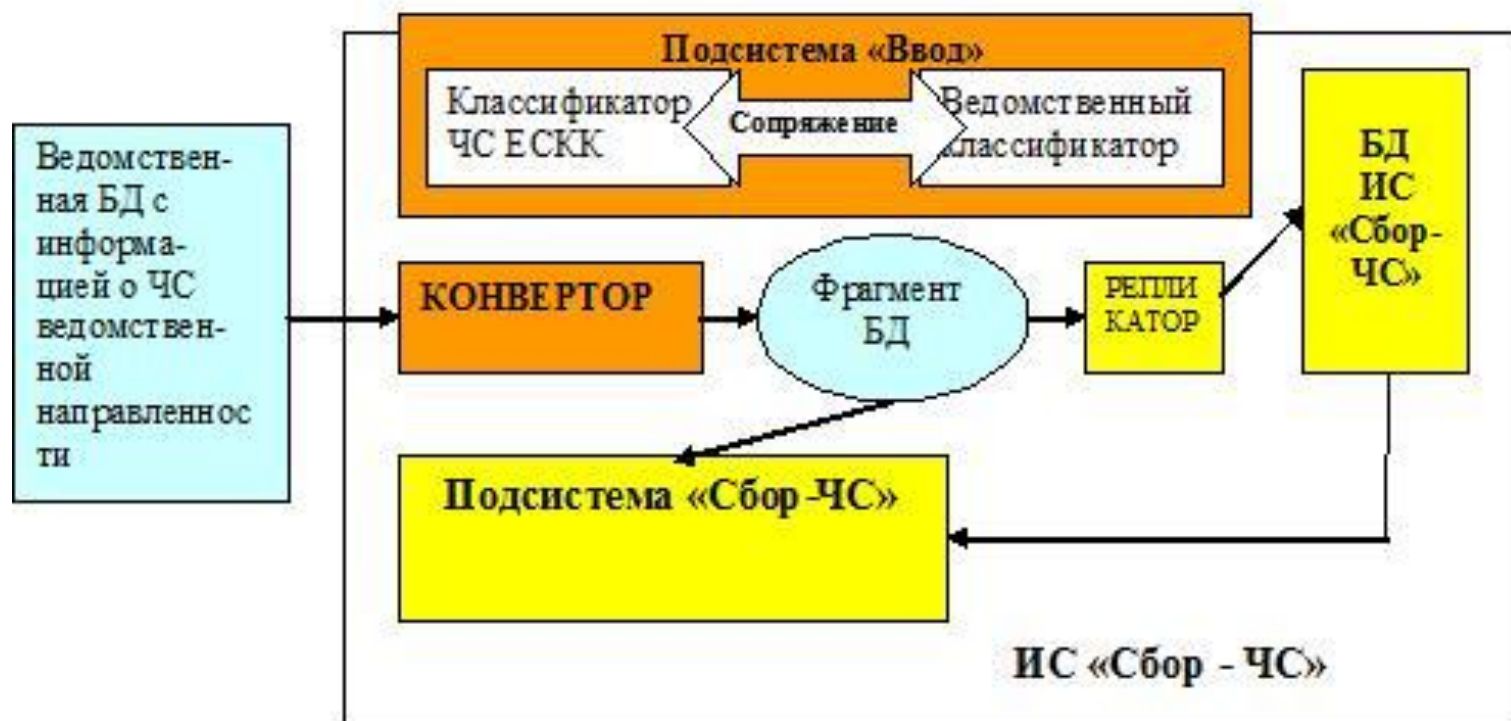 Подсистема «Ввод»
Классификатор
ЧС ЕСКК
Сопряжение
Ведомственный
классификатор
БД
ИС
«Сбор-
ЧС»
Ведомствен-
ная БД с
информа-
цией о ЧС
ведомствен-
ной
направленнос
ти
КОНВЕРТОР
Фрагмент
БД
РЕПЛИ
КАТОР
Подсистема «Сбор-ЧС»
ИС «Сбор - ЧС»